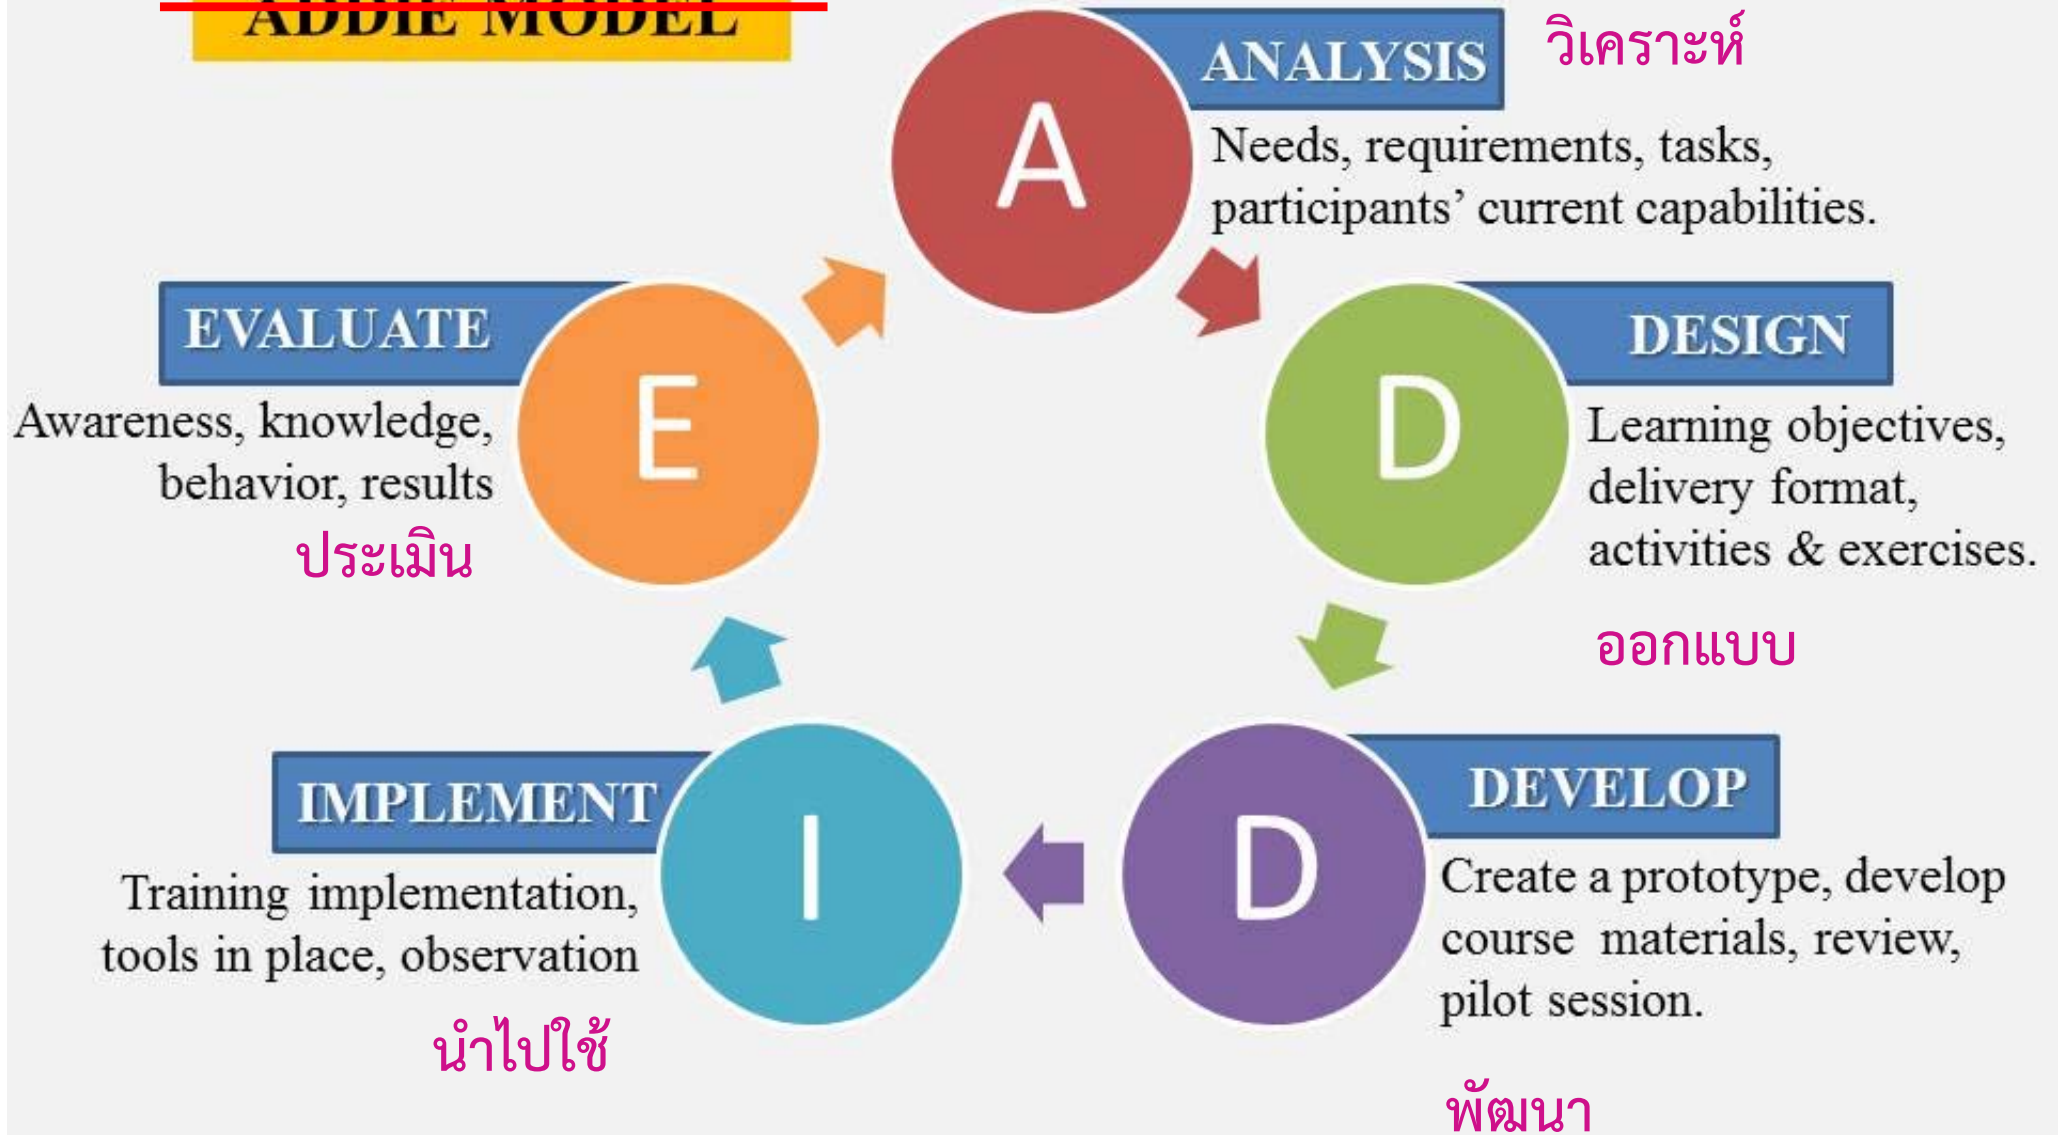 ADDIE MODEL
A
ANALYSIS
วิเคราะห์
Needs, requirements, tasks,
participants’ current capabilities.
D
DESIGN
Learning objectives,
delivery format,
activities & exercises.
ออกแบบ
D
DEVELOP
Create a prototype, develop
course materials, review,
pilot session.
พัฒนา
I
IMPLEMENT
Training implementation,
tools in place, observation
นำไปใช้
E
EVALUATE
Awareness, knowledge,
behavior, results
ประเมิน